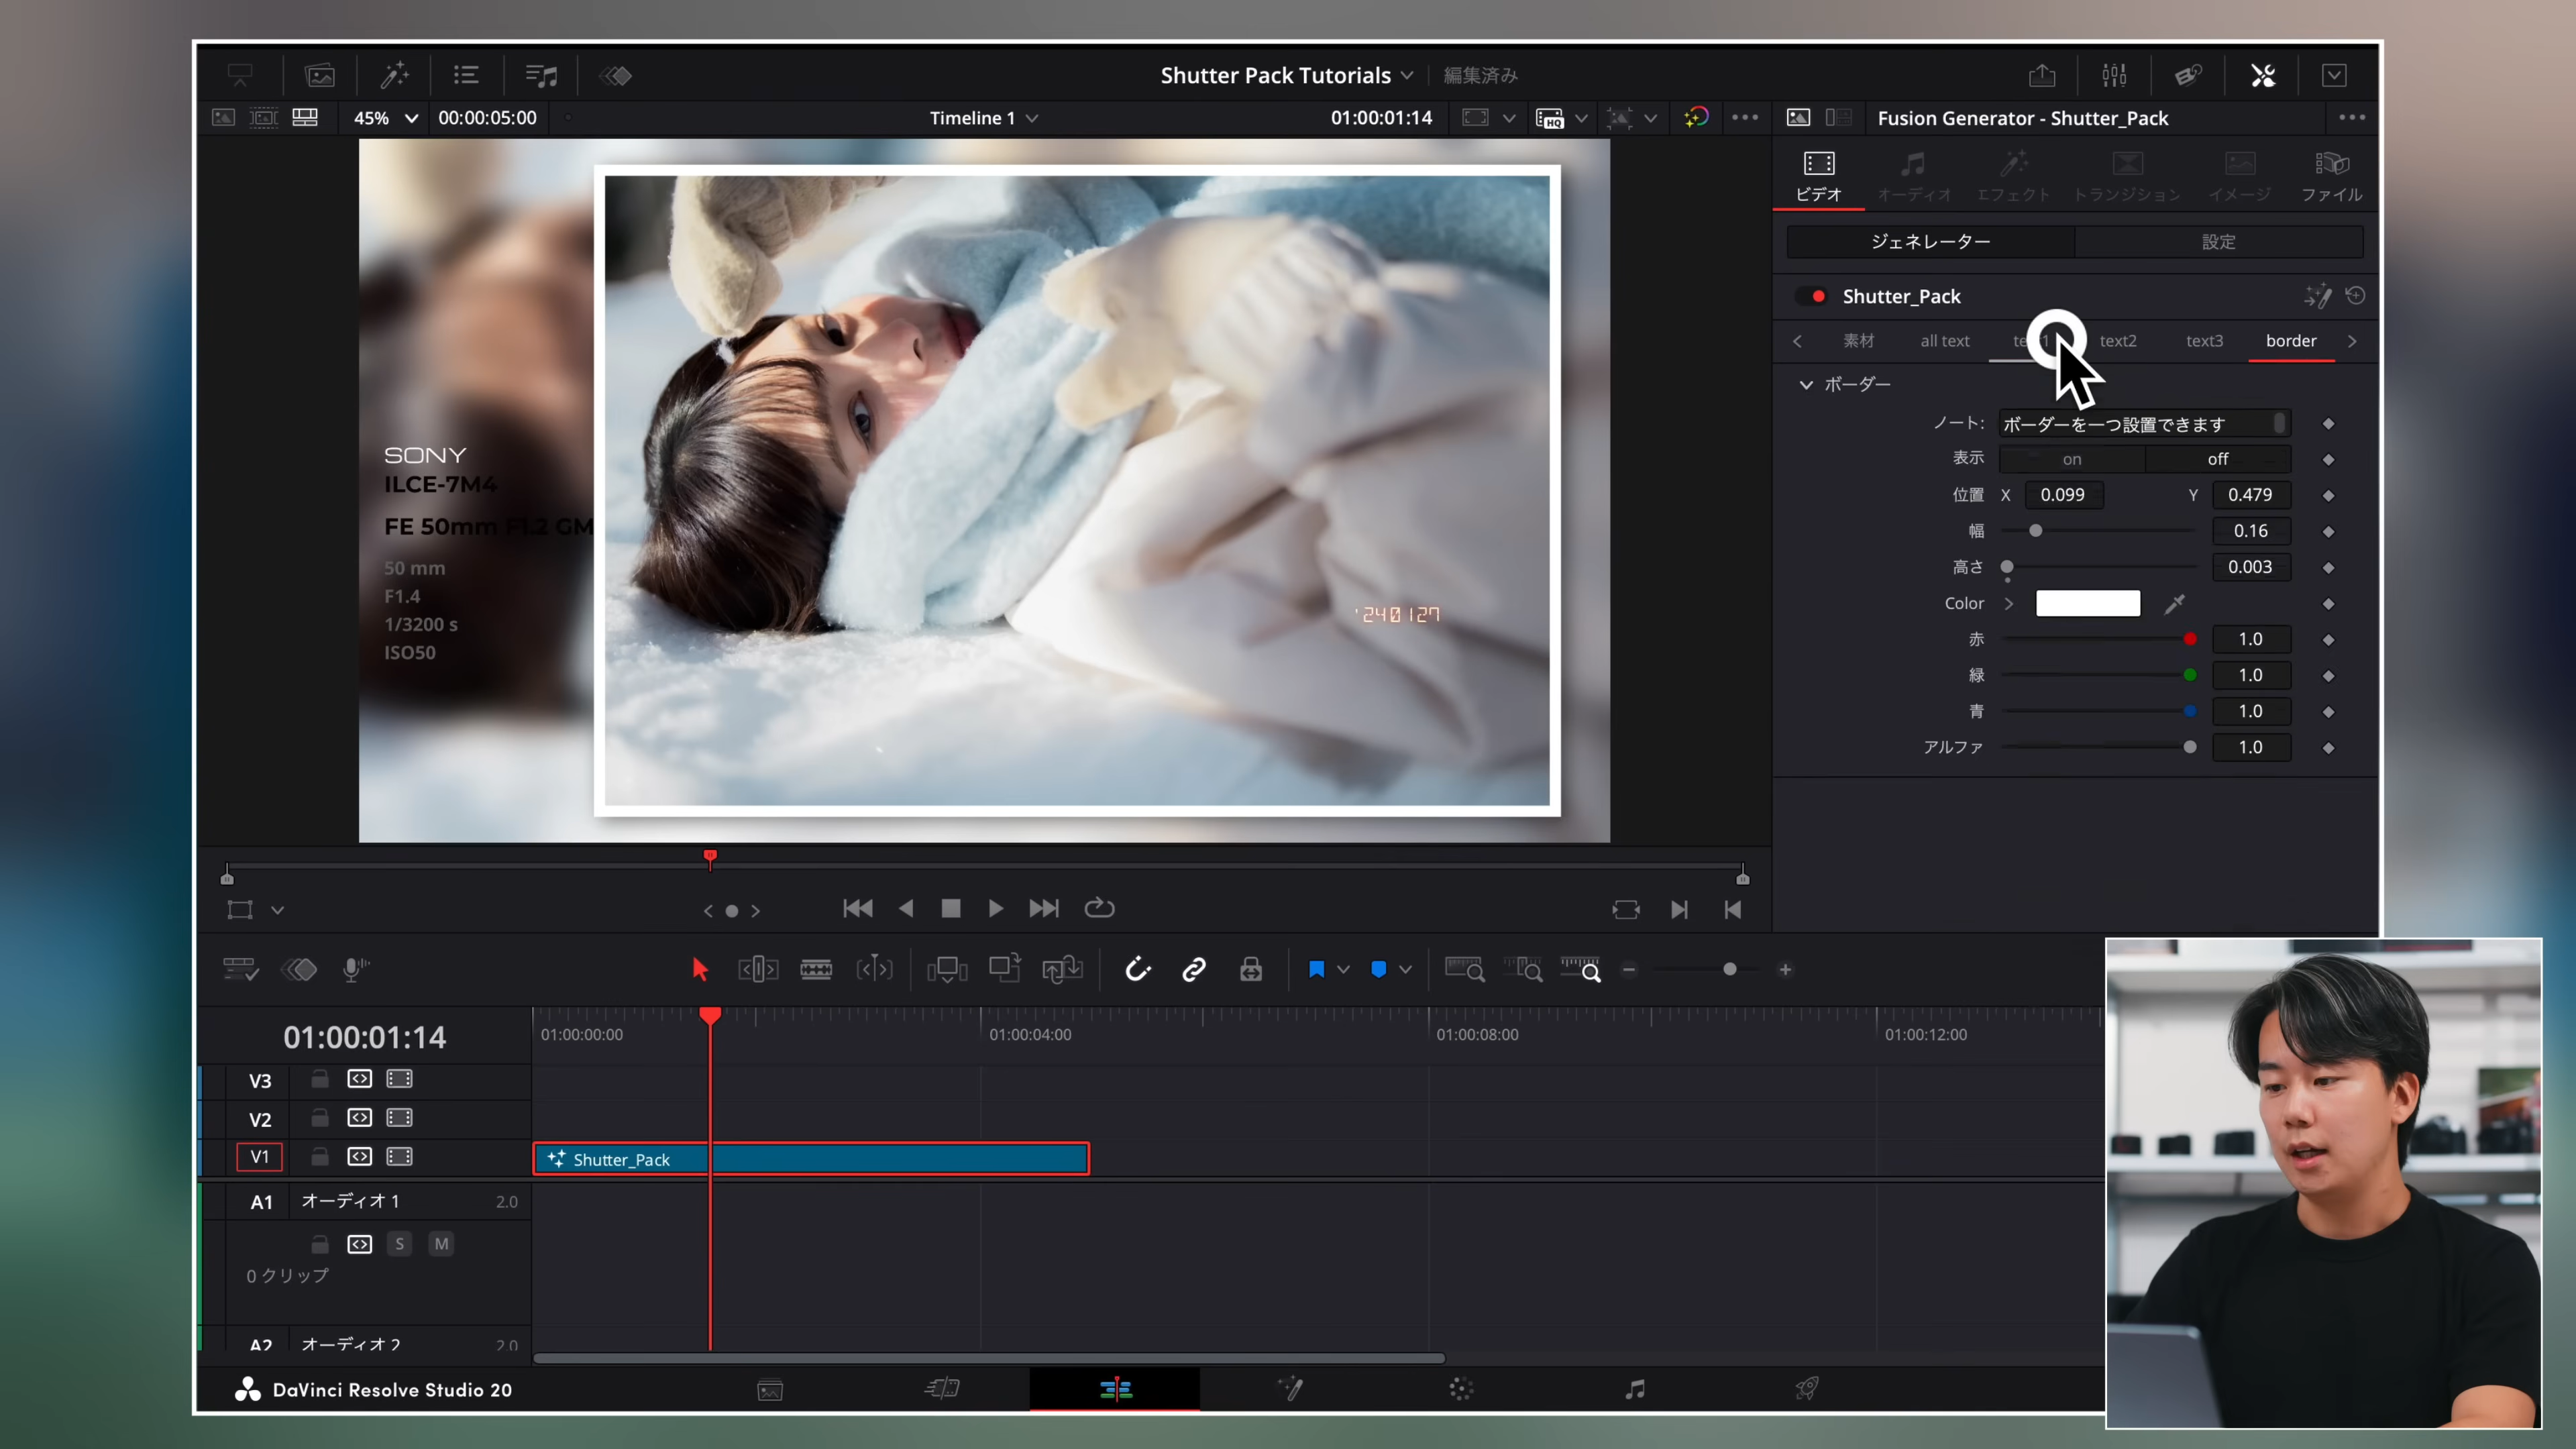 Shutter Pack Tutorials
編集済み
45%
00:00:05:00
Timeline 1
01:00:01:14
HQ
Fusion Generator - Shutter_Pack
ビデオ
オーディオ
エフェクト
トランジション
イメージ
ファイル
ジェネレーター
設定
Shutter_Pack
素材
all text
text2
text3
border
ボーダー
ノート: ボーダーを一つ設置できます
表示 on off
位置 X 0.099 Y 0.479
幅 0.16
高さ 0.003
Color
赤 1.0
緑 1.0
青 1.0
アルファ 1.0
SONY
ILCE-7M4
FE 50mm F1.2 GM
50 mm
F1.4
1/3200 s
ISO50
'240127
01:00:01:14
01:00:00:00
01:00:04:00
01:00:08:00
01:00:12:00
V3
V2
V1
Shutter_Pack
A1 オーディオ 1 2.0
S M
0 クリップ
A2 オーディオ 2 2.0
DaVinci Resolve Studio 20